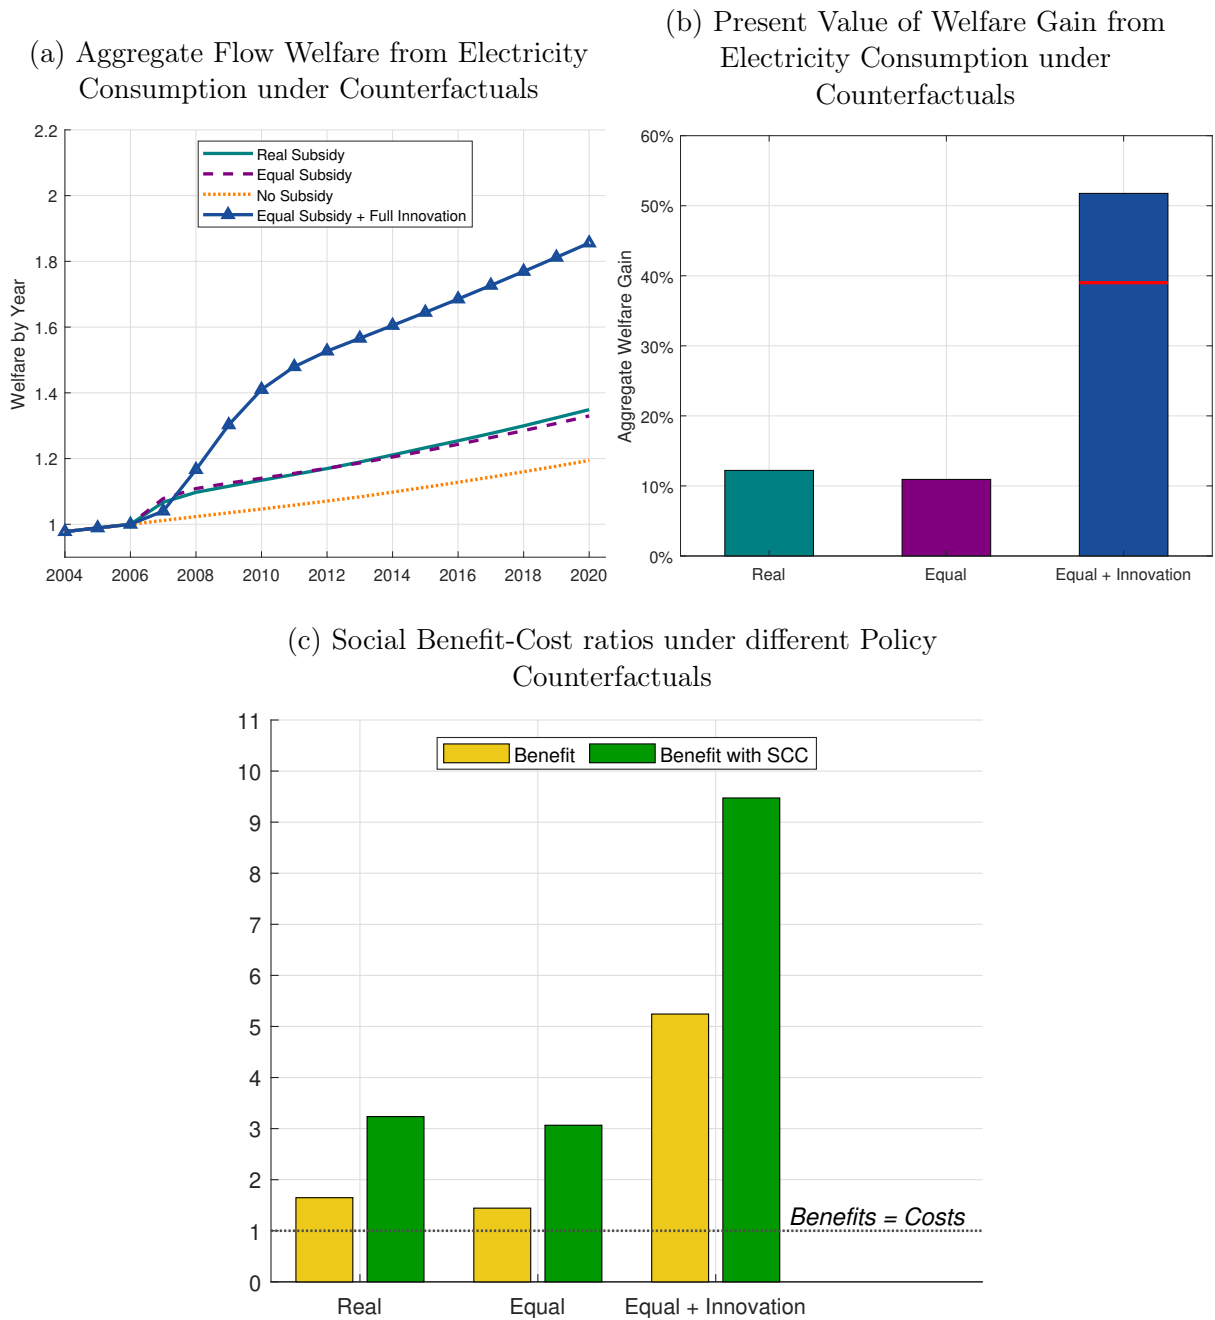 (a) Aggregate Flow Welfare from Electricity
Consumption under Counterfactuals
2.2
2
1.8
1.6
1.4
1.2
1
Welfare by Year
Real Subsidy
Equal Subsidy
No Subsidy
Equal Subsidy + Full Innovation
2004 2006 2008 2010 2012 2014 2016 2018 2020
(b) Present Value of Welfare Gain from
Electricity Consumption under
Counterfactuals
60%
50%
40%
30%
20%
10%
0%
Aggregate Welfare Gain
Real Equal Equal + Innovation
(c) Social Benefit-Cost ratios under different Policy
Counterfactuals
11
10
9
8
7
6
5
4
3
2
1
0
Benefit Benefit with SCC
Benefits = Costs
Real Equal Equal + Innovation